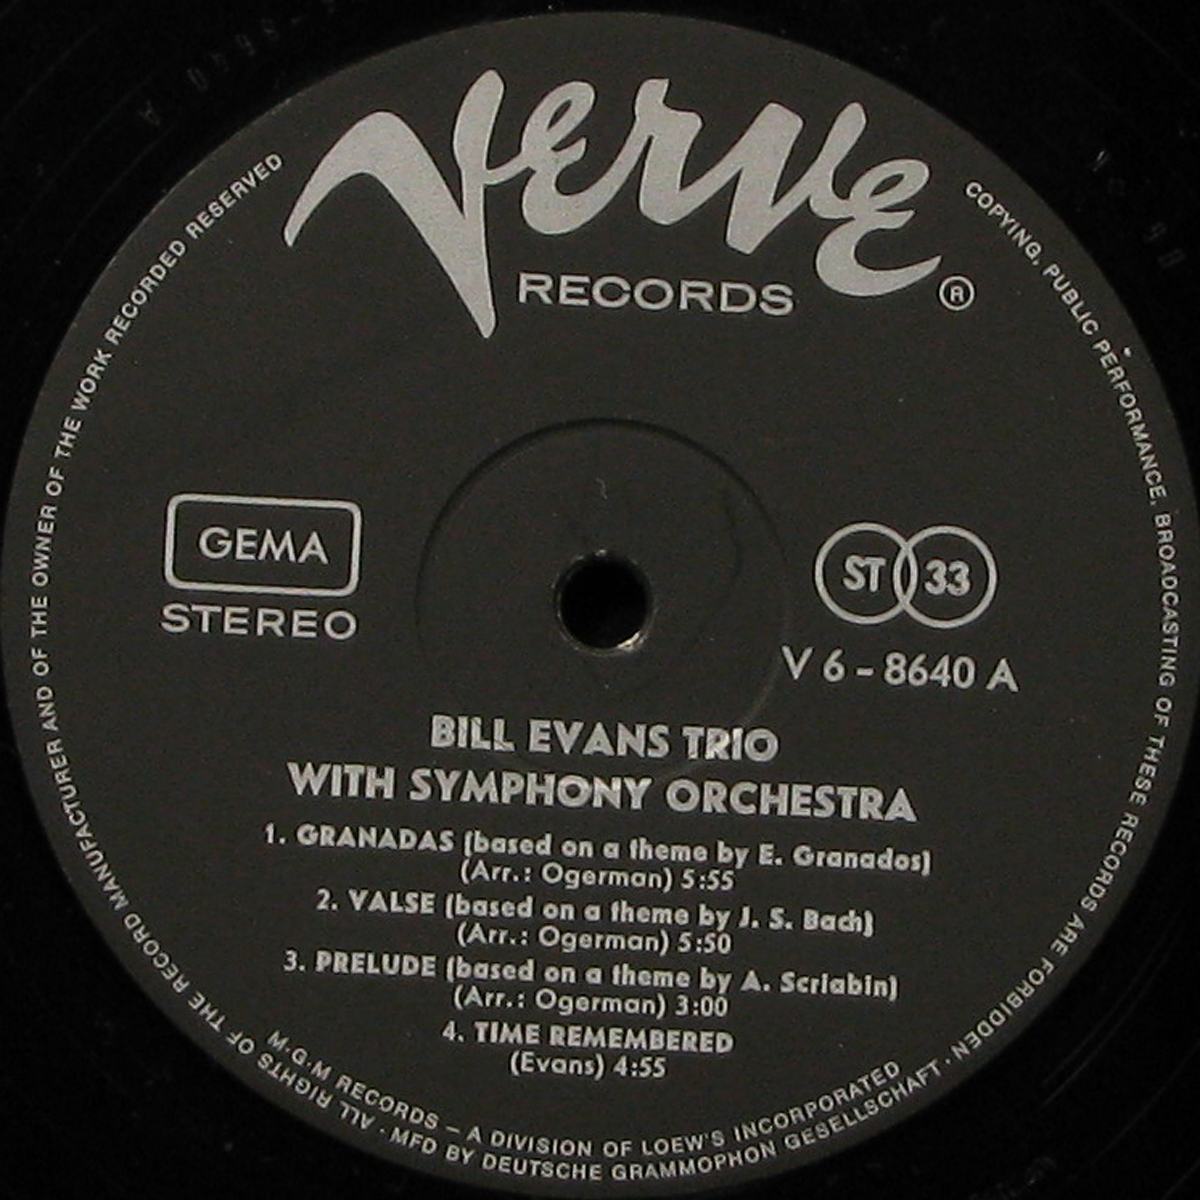 Verve
RECORDS ®
GEMA
STEREO
ST 33
V 6 - 8640 A
BILL EVANS TRIO
WITH SYMPHONY ORCHESTRA
1. GRANADAS (based on a theme by E. Granados)
(Arr.: Ogerman) 5:55
2. VALSE (based on a theme by J. S. Bach)
(Arr.: Ogerman) 5:50
3. PRELUDE (based on a theme by A. Scriabin)
(Arr.: Ogerman) 3:00
4. TIME REMEMBERED
(Evans) 4:55
M·G·M RECORDS – A DIVISION OF LOEW'S INCORPORATED
ALL RIGHTS OF THE RECORD MANUFACTURER AND OF THE OWNER OF THE WORK RECORDED RESERVED
COPYING, PUBLIC PERFORMANCE, BROADCASTING OF THESE RECORDS ARE FORBIDDEN ·
MFD BY DEUTSCHE GRAMMOPHON GESELLSCHAFT ·